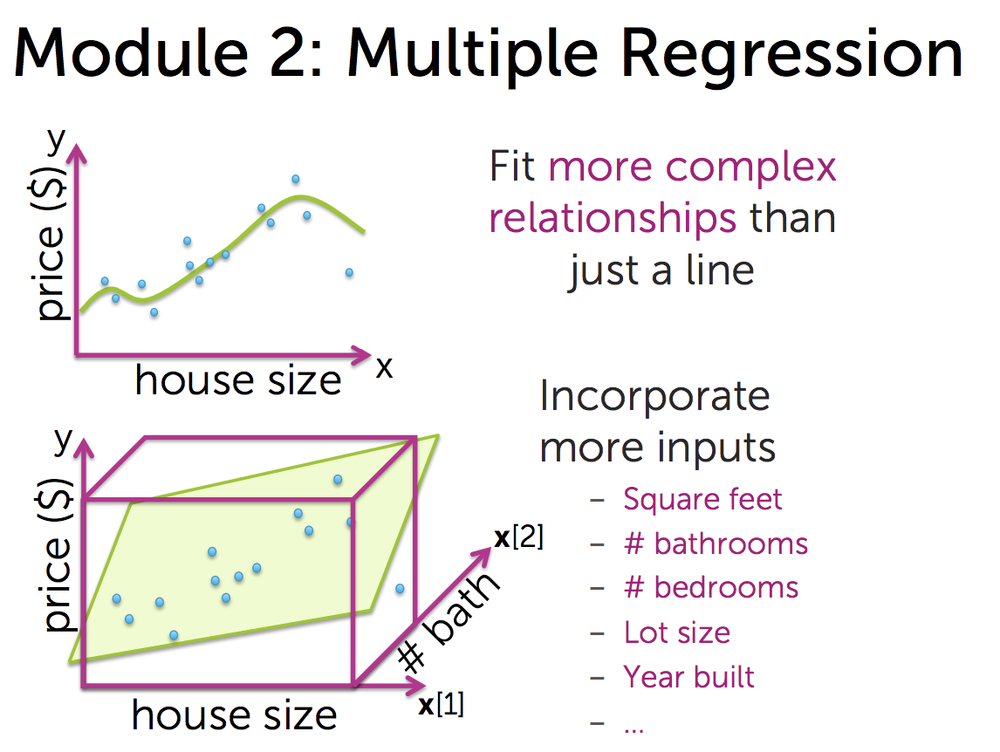 Module 2: Multiple Regression
y
price ($)
house size
x
Fit more complex
relationships than
just a line
y
price ($)
house size
x[1]
# bath
x[2]
Incorporate
more inputs
– Square feet
– # bathrooms
– # bedrooms
– Lot size
– Year built
– ...